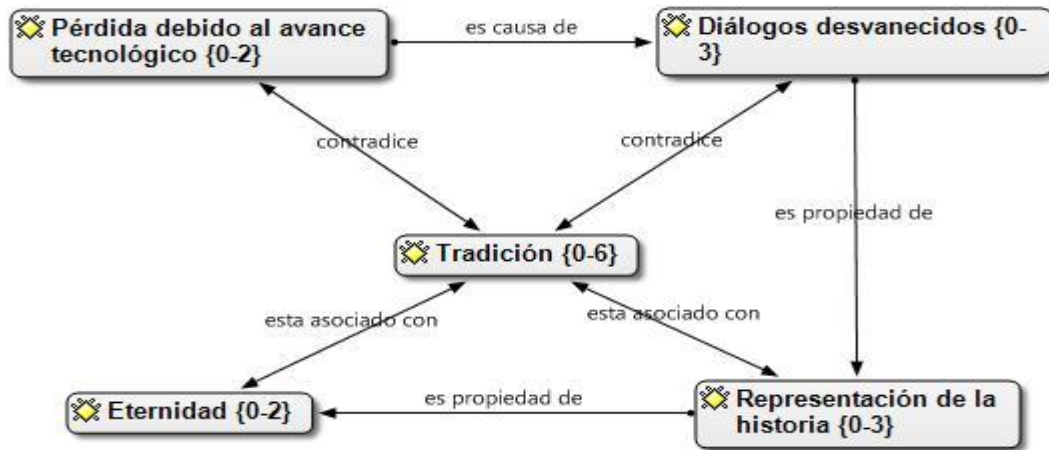 Pérdida debido al avance
tecnológico {0-2}
es causa de
Diálogos desvanecidos {0-
3}
contradice
contradice
es propiedad de
Tradición {0-6}
esta asociado con
esta asociado con
Eternidad {0-2}
es propiedad de
Representación de la
historia {0-3}